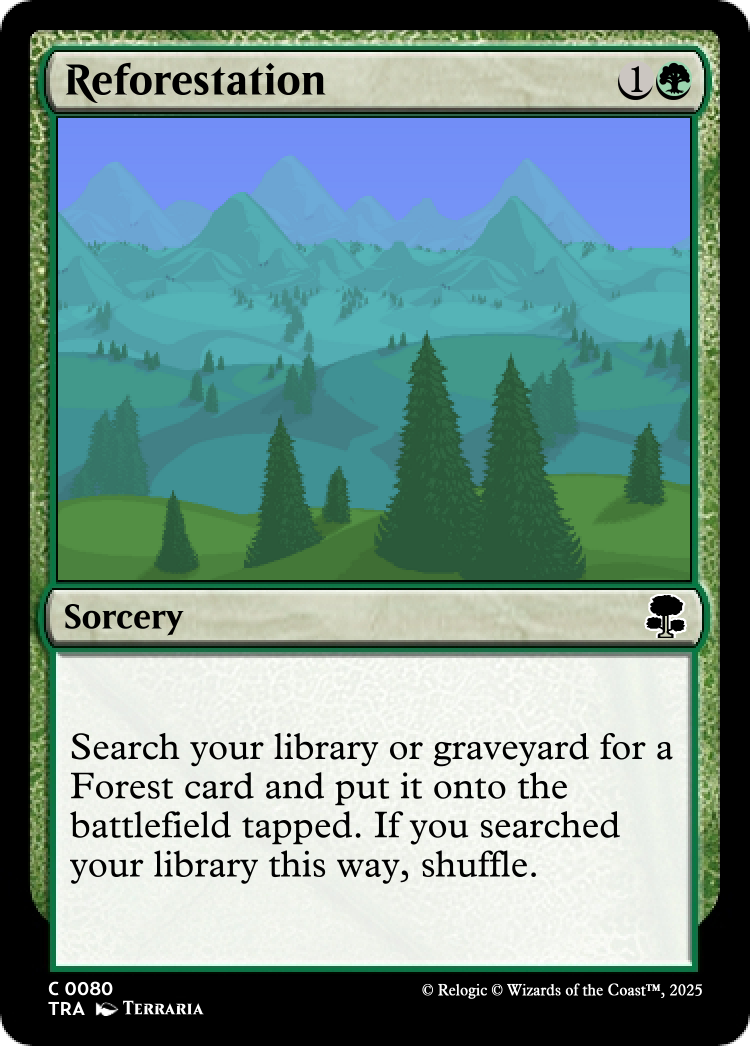 Reforestation 1
Sorcery
Search your library or graveyard for a
Forest card and put it onto the
battlefield tapped. If you searched
your library this way, shuffle.
C 0080
TRA Terraria
© Relogic © Wizards of the Coast™, 2025